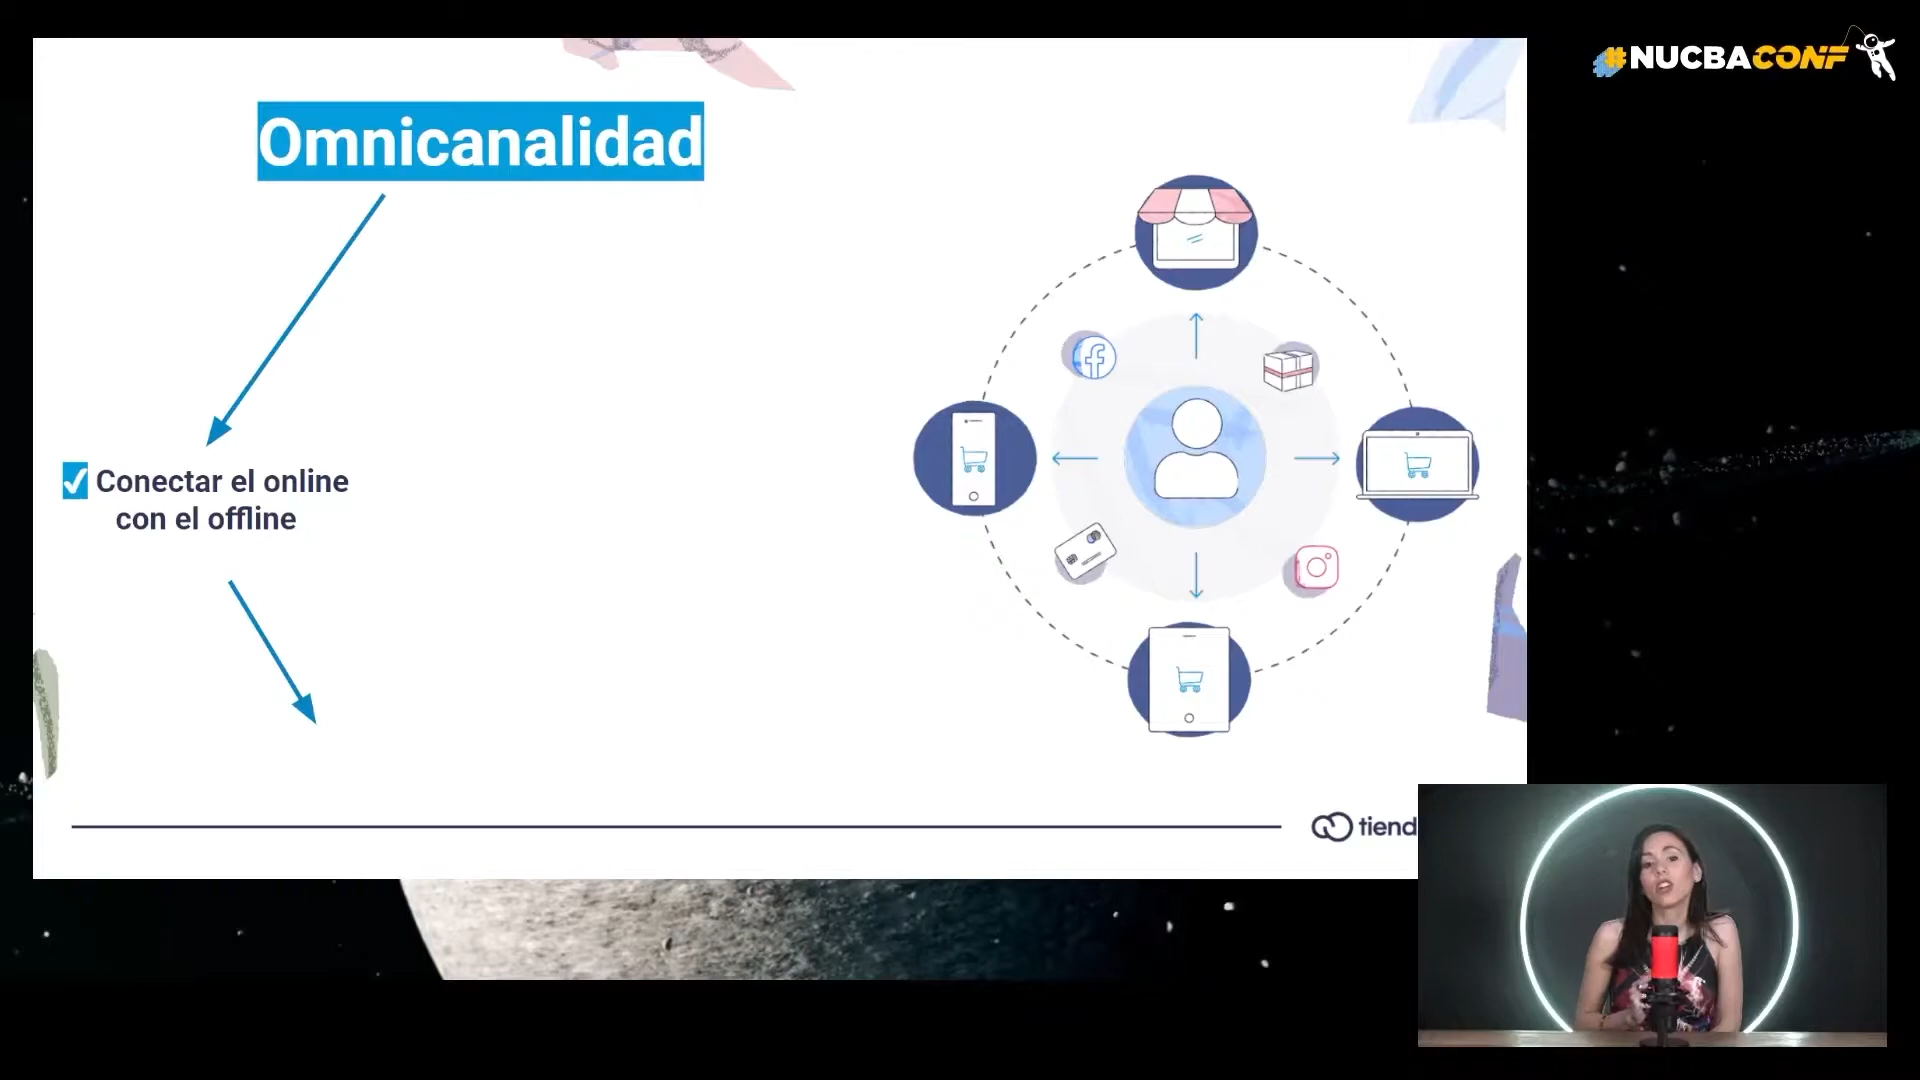 #NUCBACONF
Omnicanalidad
Conectar el online
con el offline
tiend